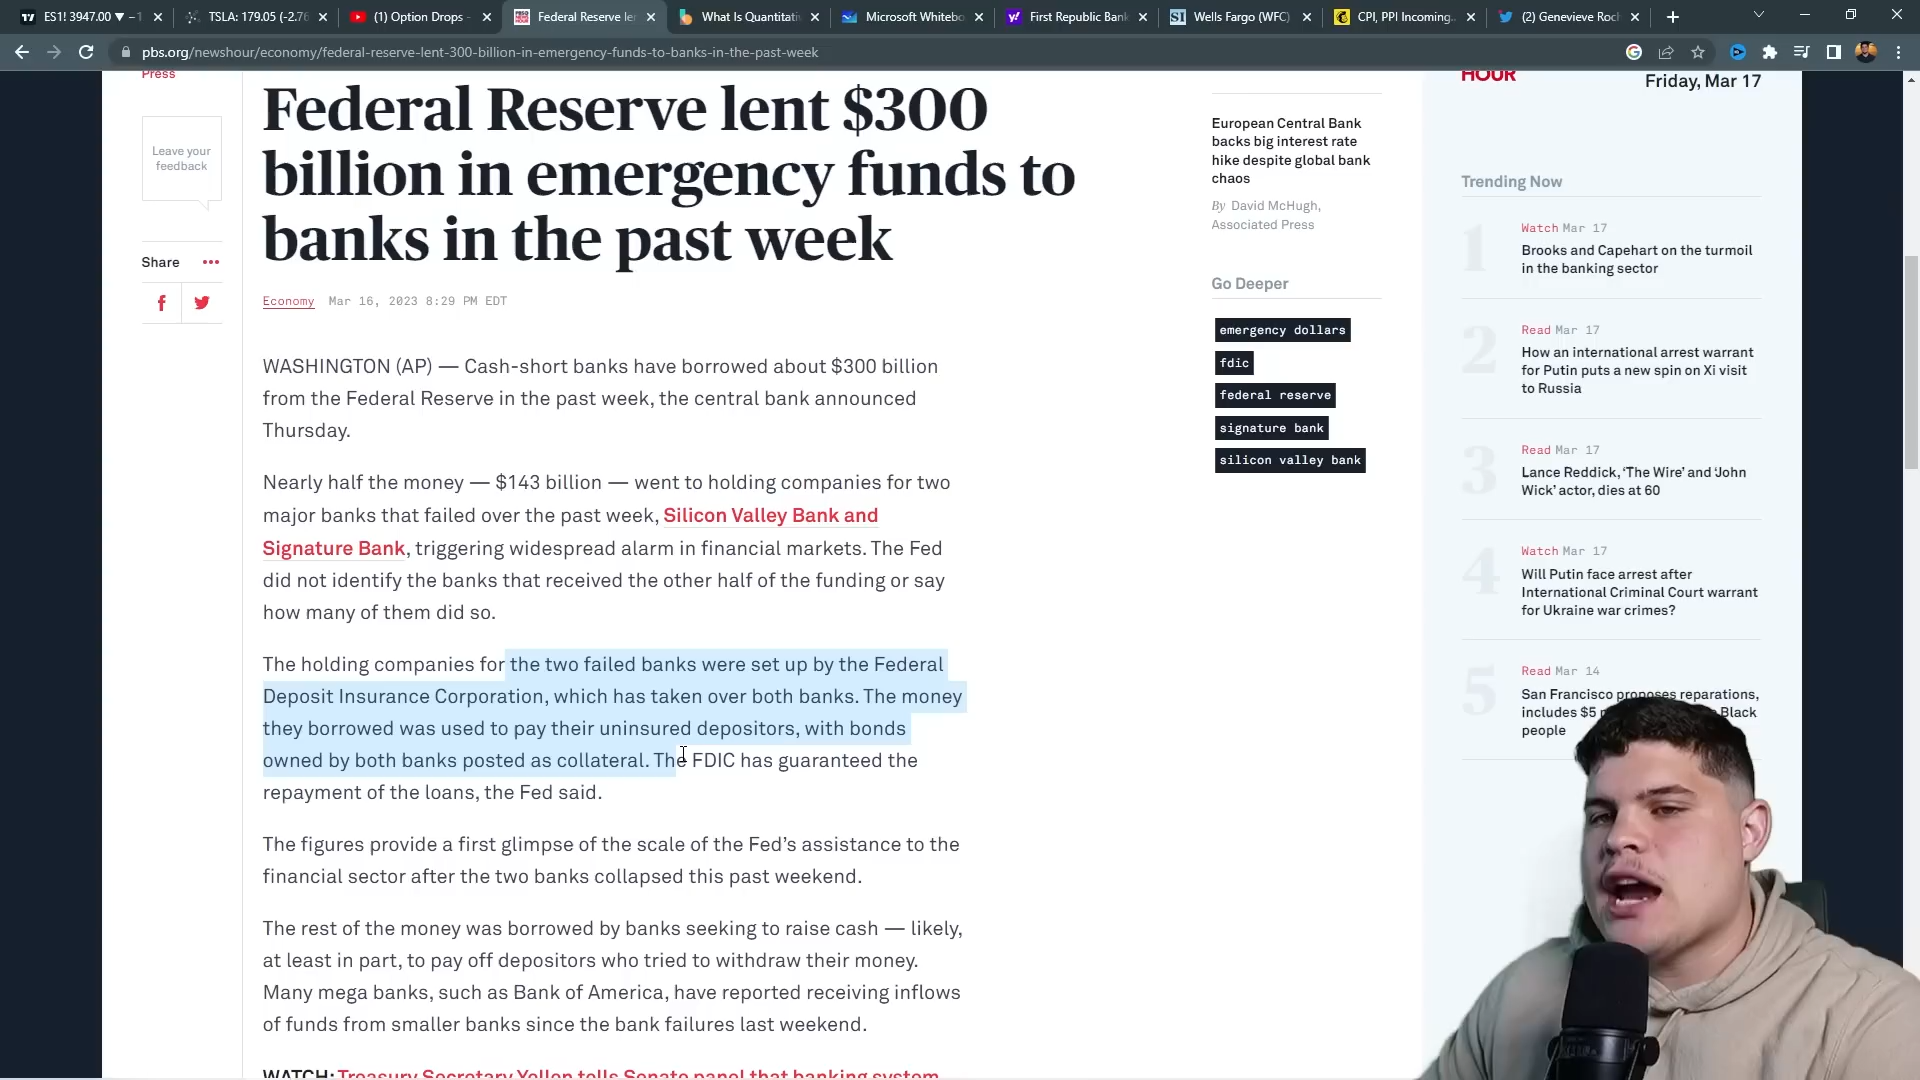 ES1! 3947.00 ▼ −1
TSLA: 179.05 (-2.76
(1) Option Drops -
Federal Reserve le
What Is Quantitati
Microsoft Whitebo
First Republic Bank
Wells Fargo (WFC)
CPI, PPI Incoming..
(2) Genevieve Roc
pbs.org/newshour/economy/federal-reserve-lent-300-billion-in-emergency-funds-to-banks-in-the-past-week
Press
Leave your
feedback
Share
Federal Reserve lent $300
billion in emergency funds to
banks in the past week
Economy Mar 16, 2023 8:29 PM EDT
WASHINGTON (AP) — Cash-short banks have borrowed about $300 billion
from the Federal Reserve in the past week, the central bank announced
Thursday.
Nearly half the money — $143 billion — went to holding companies for two
major banks that failed over the past week, Silicon Valley Bank and
Signature Bank, triggering widespread alarm in financial markets. The Fed
did not identify the banks that received the other half of the funding or say
how many of them did so.
The holding companies for the two failed banks were set up by the Federal
Deposit Insurance Corporation, which has taken over both banks. The money
they borrowed was used to pay their uninsured depositors, with bonds
owned by both banks posted as collateral. The FDIC has guaranteed the
repayment of the loans, the Fed said.
The figures provide a first glimpse of the scale of the Fed’s assistance to the
financial sector after the two banks collapsed this past weekend.
The rest of the money was borrowed by banks seeking to raise cash — likely,
at least in part, to pay off depositors who tried to withdraw their money.
Many mega banks, such as Bank of America, have reported receiving inflows
of funds from smaller banks since the bank failures last weekend.
WATCH: Treasury Secretary Yellen tells Senate panel that banking system
European Central Bank
backs big interest rate
hike despite global bank
chaos
By David McHugh,
Associated Press
Go Deeper
emergency dollars
fdic
federal reserve
signature bank
silicon valley bank
HOUR
Friday, Mar 17
Trending Now
1
Watch Mar 17
Brooks and Capehart on the turmoil
in the banking sector
2
Read Mar 17
How an international arrest warrant
for Putin puts a new spin on Xi visit
to Russia
3
Read Mar 17
Lance Reddick, ‘The Wire’ and ‘John
Wick’ actor, dies at 60
4
Watch Mar 17
Will Putin face arrest after
International Criminal Court warrant
for Ukraine war crimes?
5
Read Mar 14
San Francisco proposes reparations,
includes $5 Black
people